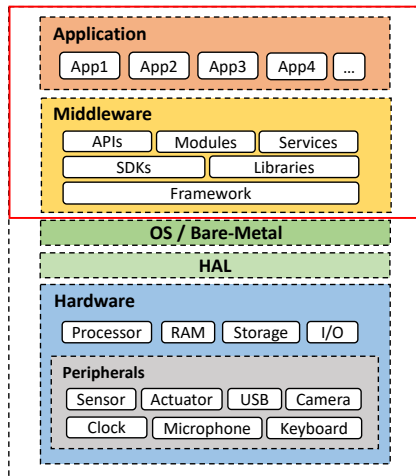 Application
App1 App2 App3 App4 ...
Middleware
APIs Modules Services
SDKs Libraries
Framework
OS / Bare-Metal
HAL
Hardware
Processor RAM Storage I/O
Peripherals
Sensor Actuator USB Camera
Clock Microphone Keyboard